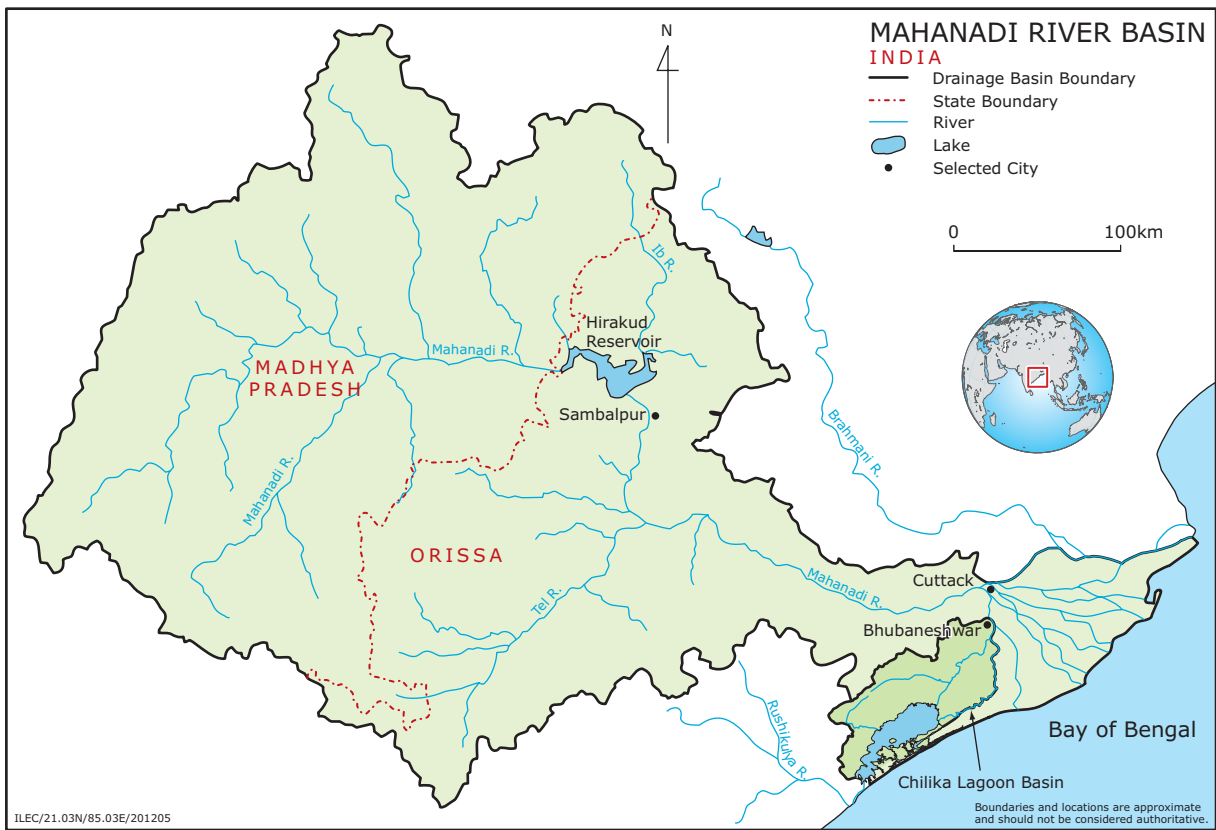 MAHANADI RIVER BASIN
INDIA
Drainage Basin Boundary
State Boundary
River
Lake
Selected City
N
0 100km
Ib R.
Hirakud
Reservoir
Mahanadi R.
MADHYA
PRADESH
Sambalpur
Brahmani R.
Mahanadi R.
ORISSA
Tel R.
Mahanadi R.
Cuttack
Bhubaneshwar
Rushikulya R.
Bay of Bengal
Chilika Lagoon Basin
Boundaries and locations are approximate
and should not be considered authoritative.
ILEC/21.03N/85.03E/201205